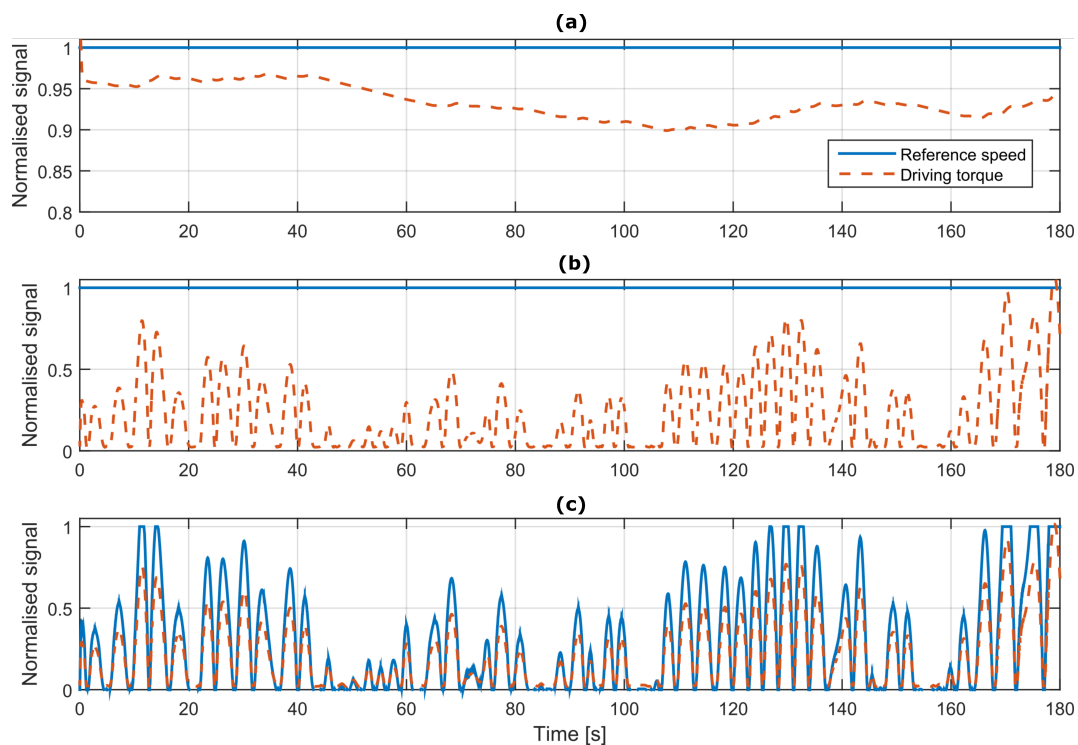 (a)
Normalised signal
1
0.95
0.9
0.85
0.8
Reference speed
Driving torque
0 20 40 60 80 100 120 140 160 180
(b)
Normalised signal
1
0.5
0
0 20 40 60 80 100 120 140 160 180
(c)
Normalised signal
1
0.5
0
0 20 40 60 80 100 120 140 160 180
Time [s]